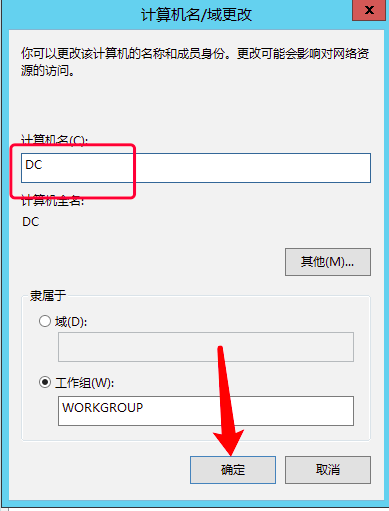 计算机名/域更改
x
你可以更改该计算机的名称和成员身份。更改可能会影响对网络资
源的访问。
计算机名(C):
DC
计算机全名:
DC
其他(M)...
隶属于
域(D):
工作组(W):
WORKGROUP
确定
取消